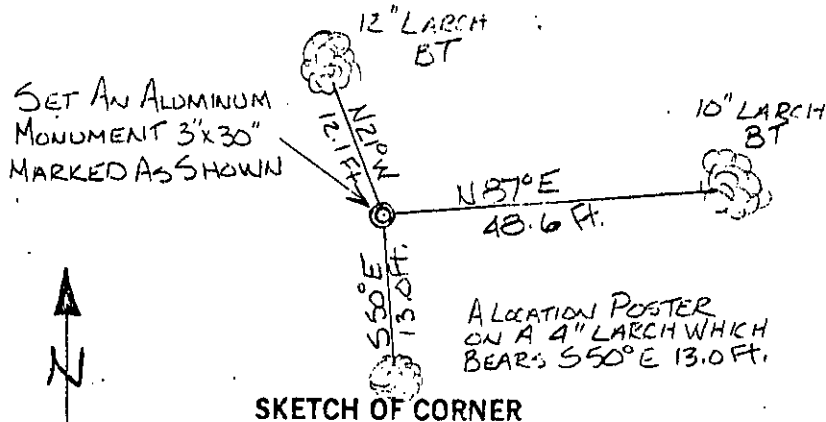 12" LARCH
BT
SET AN ALUMINUM
MONUMENT 3"x30"
MARKED AS SHOWN
N21°W
12.1 Ft.
10" LARCH
BT
N87°E
48.6 Ft.
S50°E
13.0 Ft.
A LOCATION POSTER
ON A 4" LARCH WHICH
BEARS S50°E 13.0 FT.
N
SKETCH OF CORNER